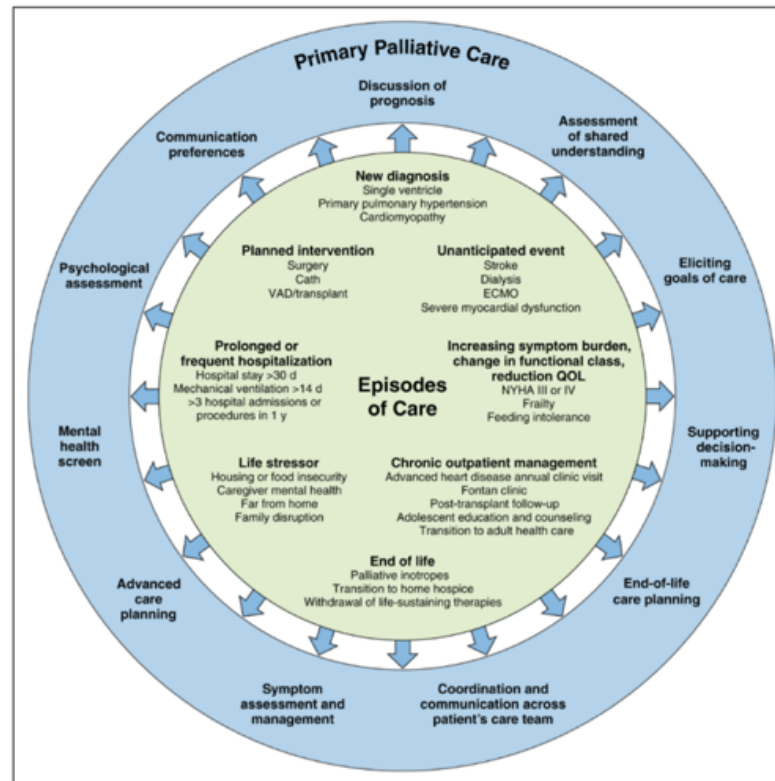 Primary Palliative Care
Discussion of
prognosis
Assessment
of shared
understanding
Eliciting
goals of care
Supporting
decision-
making
End-of-life
care planning
Coordination and
communication across
patient's care team
Symptom
assessment and
management
Advanced
care
planning
Mental
health
screen
Psychological
assessment
Communication
preferences
New diagnosis
Single ventricle
Primary pulmonary hypertension
Cardiomyopathy
Planned intervention
Surgery
Cath
VAD/transplant
Unanticipated event
Stroke
Dialysis
ECMO
Severe myocardial dysfunction
Prolonged or
frequent hospitalization
Hospital stay >30 d
Mechanical ventilation >14 d
>3 hospital admissions or
procedures in 1 y
Episodes
of Care
Increasing symptom burden,
change in functional class,
reduction QOL
NYHA III or IV
Frailty
Feeding intolerance
Life stressor
Housing or food insecurity
Caregiver mental health
Far from home
Family disruption
Chronic outpatient management
Advanced heart disease annual clinic visit
Fontan clinic
Post-transplant follow-up
Adolescent education and counseling
Transition to adult health care
End of life
Palliative inotropes
Transition to home hospice
Withdrawal of life-sustaining therapies